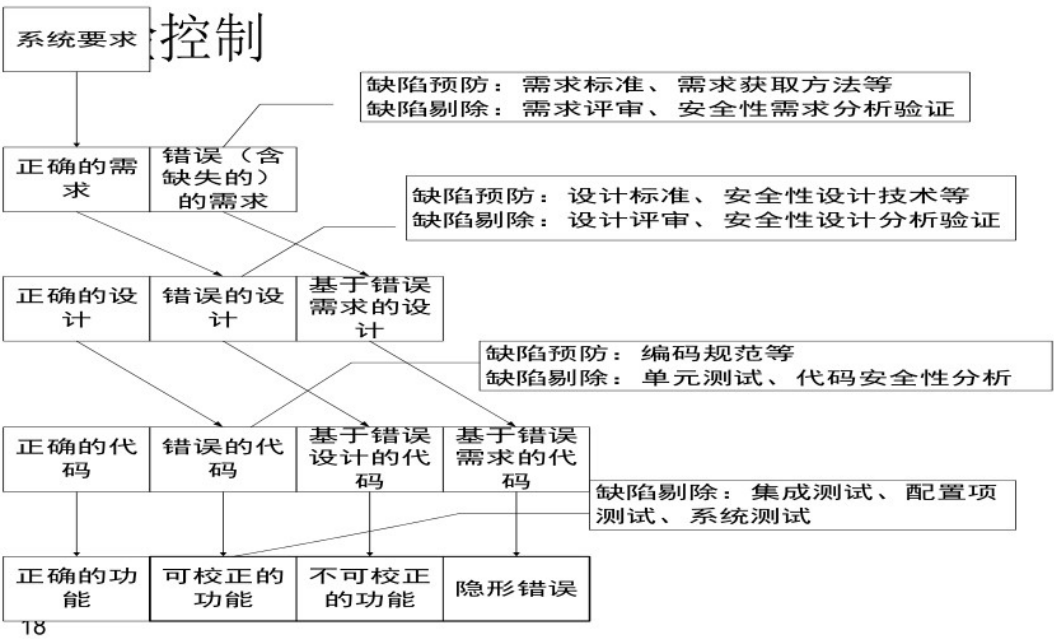 系统要求
控制
缺陷预防：需求标准、需求获取方法等
缺陷剔除：需求评审、安全性需求分析验证
正确的需
求
错误（含
缺失的）
的需求
缺陷预防：设计标准、安全性设计技术等
缺陷剔除：设计评审、安全性设计分析验证
正确的设
计
错误的设
计
基于错误
需求的设
计
缺陷预防：编码规范等
缺陷剔除：单元测试、代码安全性分析
正确的代
码
错误的代
码
基于错误
设计的代
码
基于错误
需求的代
码
缺陷剔除：集成测试、配置项
测试、系统测试
正确的功
能
可校正的
功能
不可校正
的功能
隐形错误
18